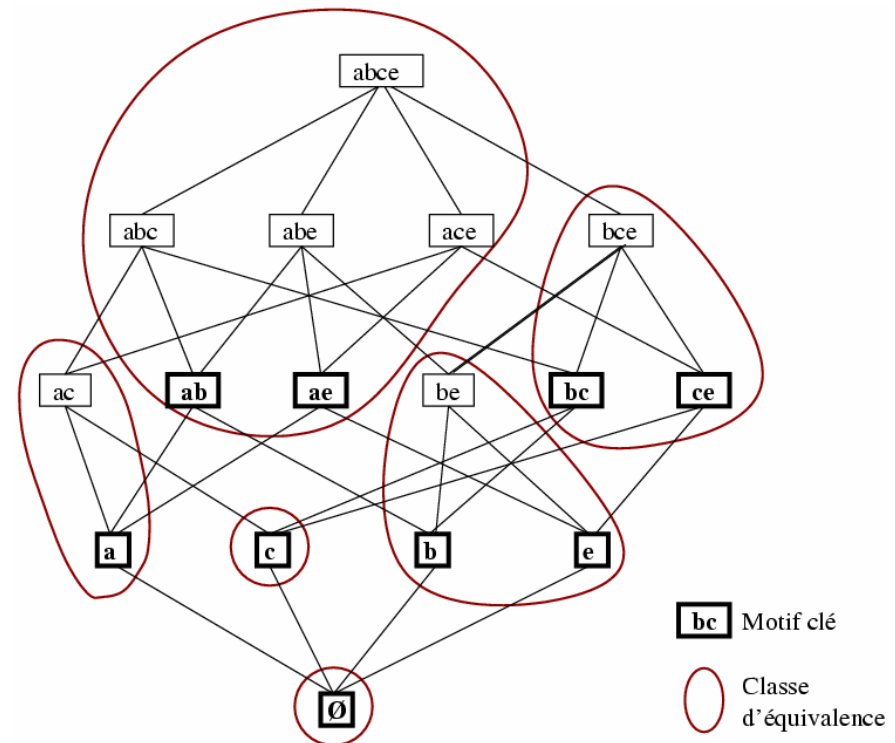 abce
abc abe ace bce
ac ab ae be bc ce
a c b e
bc Motif clé
Ø
Classe
d'équivalence